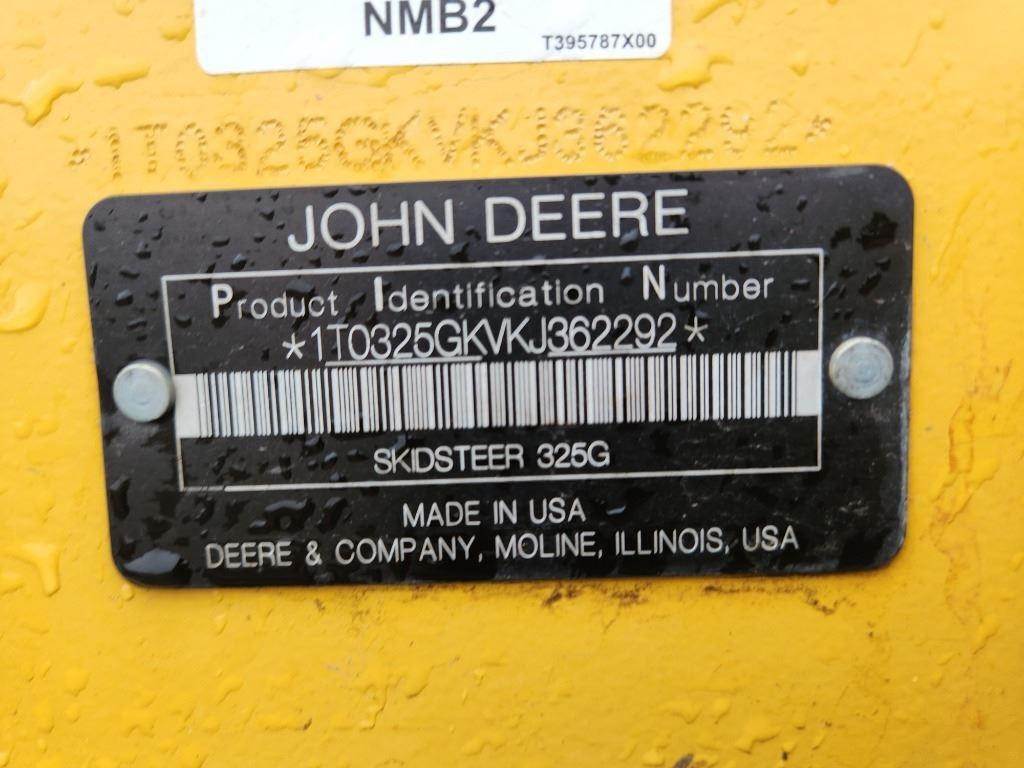 NMB2
T395787X00
*1T0325GKVKJ362292*
JOHN DEERE
Product Identification Number
*1T0325GKVKJ362292*
SKIDSTEER 325G
MADE IN USA
DEERE & COMPANY, MOLINE, ILLINOIS, USA